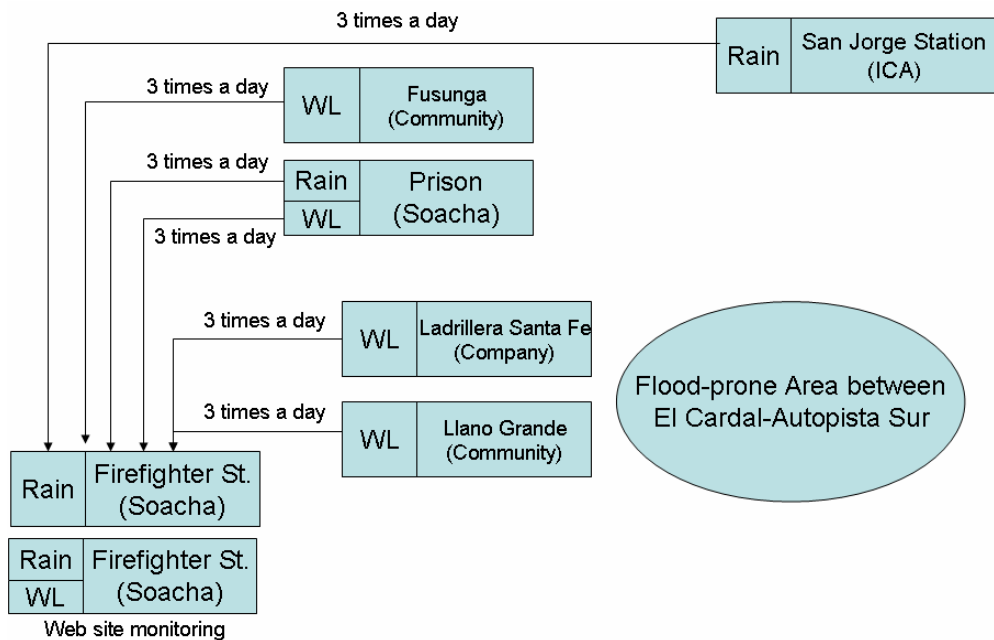 3 times a day
Rain
San Jorge Station
(ICA)
3 times a day
WL
Fusunga
(Community)
3 times a day
Rain
WL
Prison
(Soacha)
3 times a day
3 times a day
WL
Ladrillera Santa Fe
(Company)
Flood-prone Area between
El Cardal-Autopista Sur
3 times a day
WL
Llano Grande
(Community)
Rain
Firefighter St.
(Soacha)
Rain
WL
Firefighter St.
(Soacha)
Web site monitoring